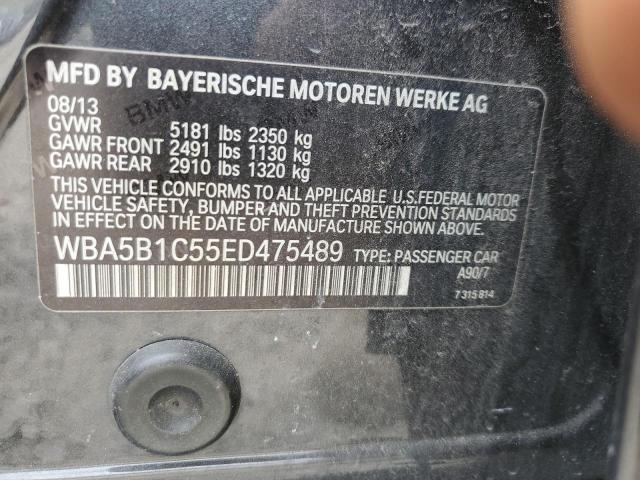 MFD BY BAYERISCHE MOTOREN WERKE AG
08/13
GVWR 5181 lbs 2350 kg
GAWR FRONT 2491 lbs 1130 kg
GAWR REAR 2910 lbs 1320 kg
THIS VEHICLE CONFORMS TO ALL APPLICABLE U.S.FEDERAL MOTOR
VEHICLE SAFETY, BUMPER AND THEFT PREVENTION STANDARDS
IN EFFECT ON THE DATE OF MANUFACTURE SHOWN ABOVE.
WBA5B1C55ED475489 TYPE: PASSENGER CAR
A90/7
7 315 814